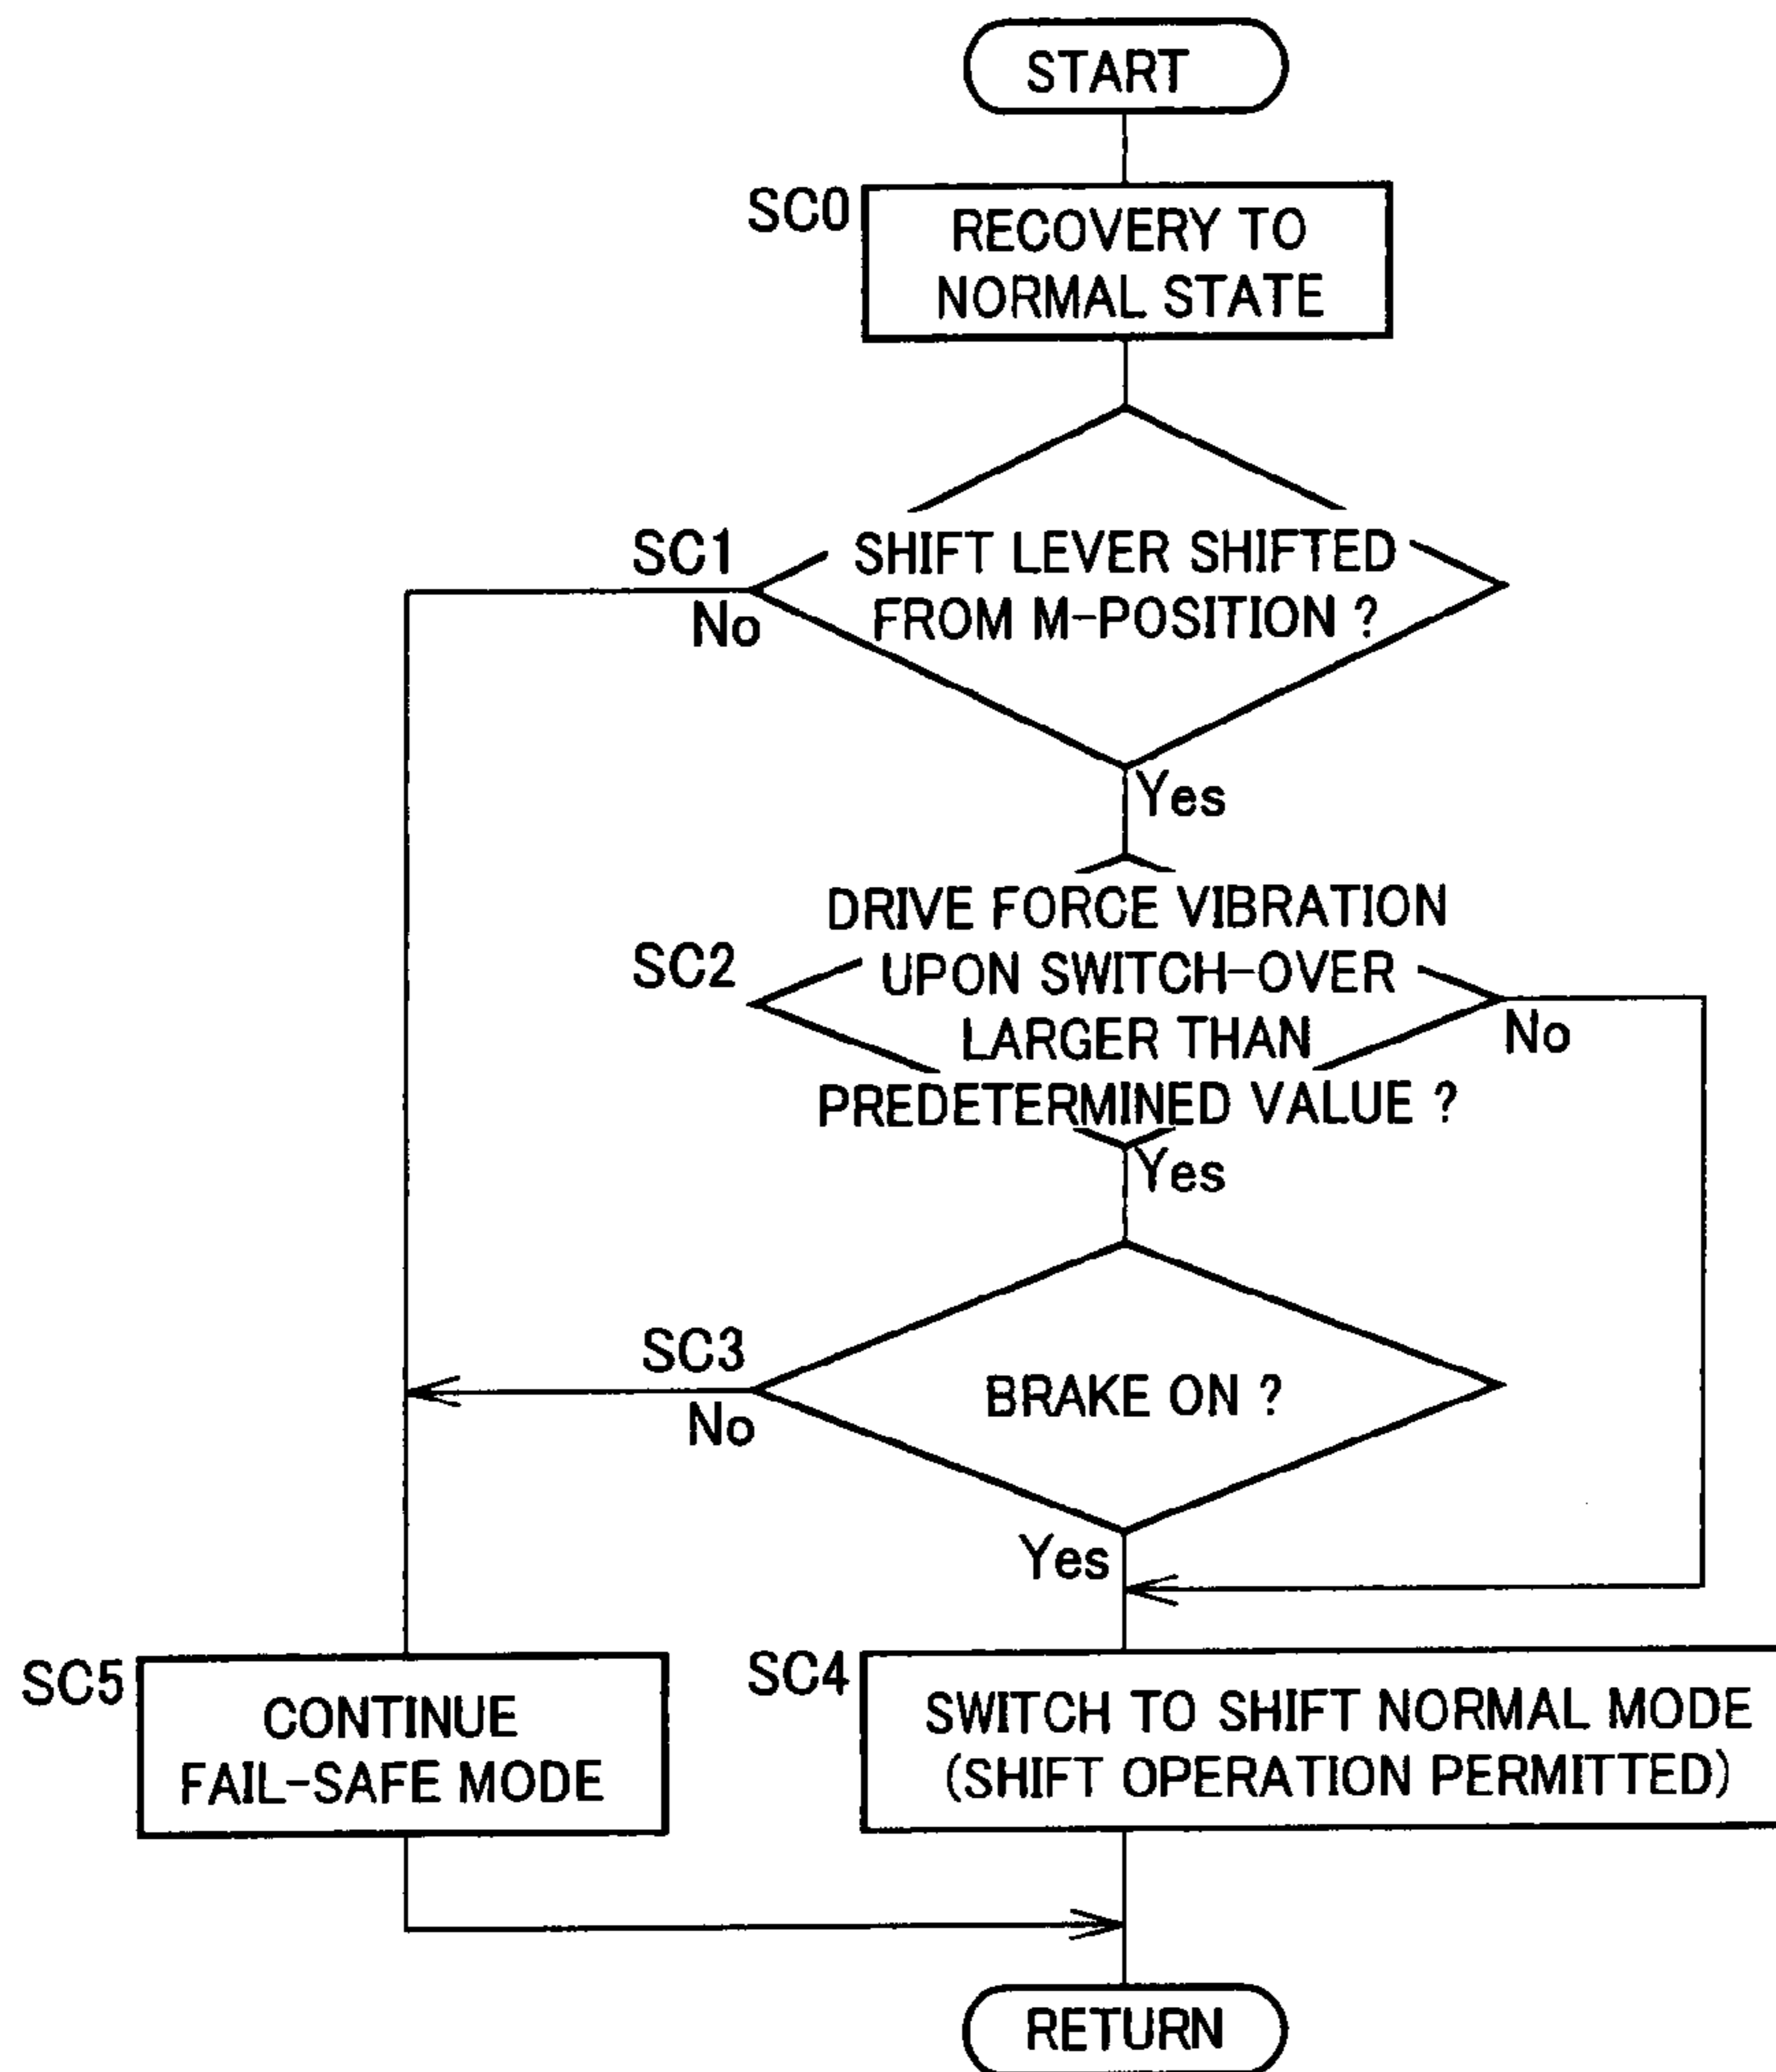 START
SC0
RECOVERY TO
NORMAL STATE
SC1
SHIFT LEVER SHIFTED
FROM M-POSITION ?
No
Yes
SC2
DRIVE FORCE VIBRATION
UPON SWITCH-OVER
LARGER THAN
PREDETERMINED VALUE ?
No
Yes
SC3
BRAKE ON ?
No
Yes
SC5
CONTINUE
FAIL-SAFE MODE
SC4
SWITCH TO SHIFT NORMAL MODE
(SHIFT OPERATION PERMITTED)
RETURN